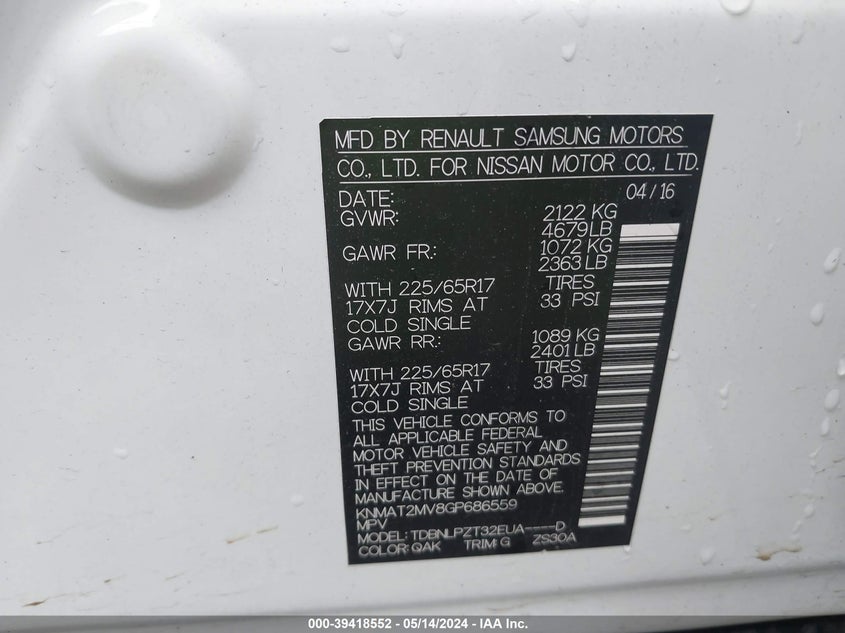 MFD BY RENAULT SAMSUNG MOTORS
CO., LTD. FOR NISSAN MOTOR CO., LTD.
DATE: 04/16
GVWR: 2122 KG
4679 LB
GAWR FR.: 1072 KG
2363 LB
WITH 225/65R17 TIRES
17X7J RIMS AT 33 PSI
COLD SINGLE
GAWR RR.: 1089 KG
2401 LB
WITH 225/65R17 TIRES
17X7J RIMS AT 33 PSI
COLD SINGLE
THIS VEHICLE CONFORMS TO
ALL APPLICABLE FEDERAL
MOTOR VEHICLE SAFETY AND
THEFT PREVENTION STANDARDS
IN EFFECT ON THE DATE OF
MANUFACTURE SHOWN ABOVE.
KNMAT2MV8GP686559
MPV
MODEL: TDBNLPZT32EUA----D
COLOR: QAK TRIM: G ZS30A
000-39418552 - 05/14/2024 - IAA Inc.